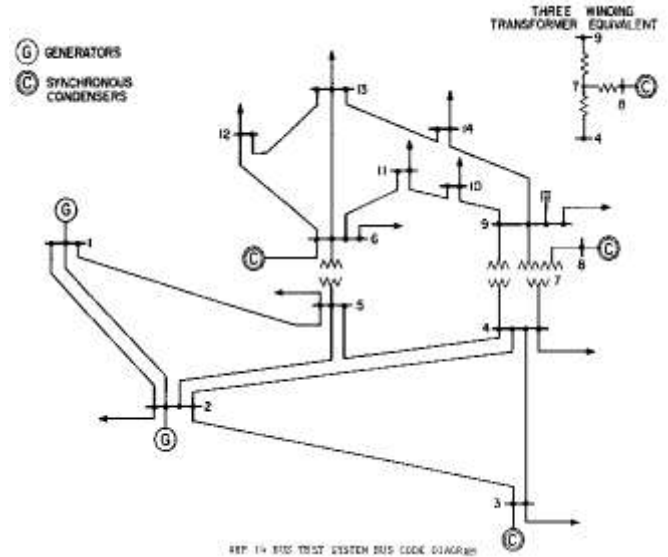 THREE WINDING
TRANSFORMER EQUIVALENT
9
7
8
C
4
G GENERATORS
C SYNCHRONOUS
CONDENSERS
13
14
12
11
10
9
G
1
6
C
C
8
7
5
4
2
G
3
C
AEP 14 BUS TEST SYSTEM BUS CODE DIAGRAM